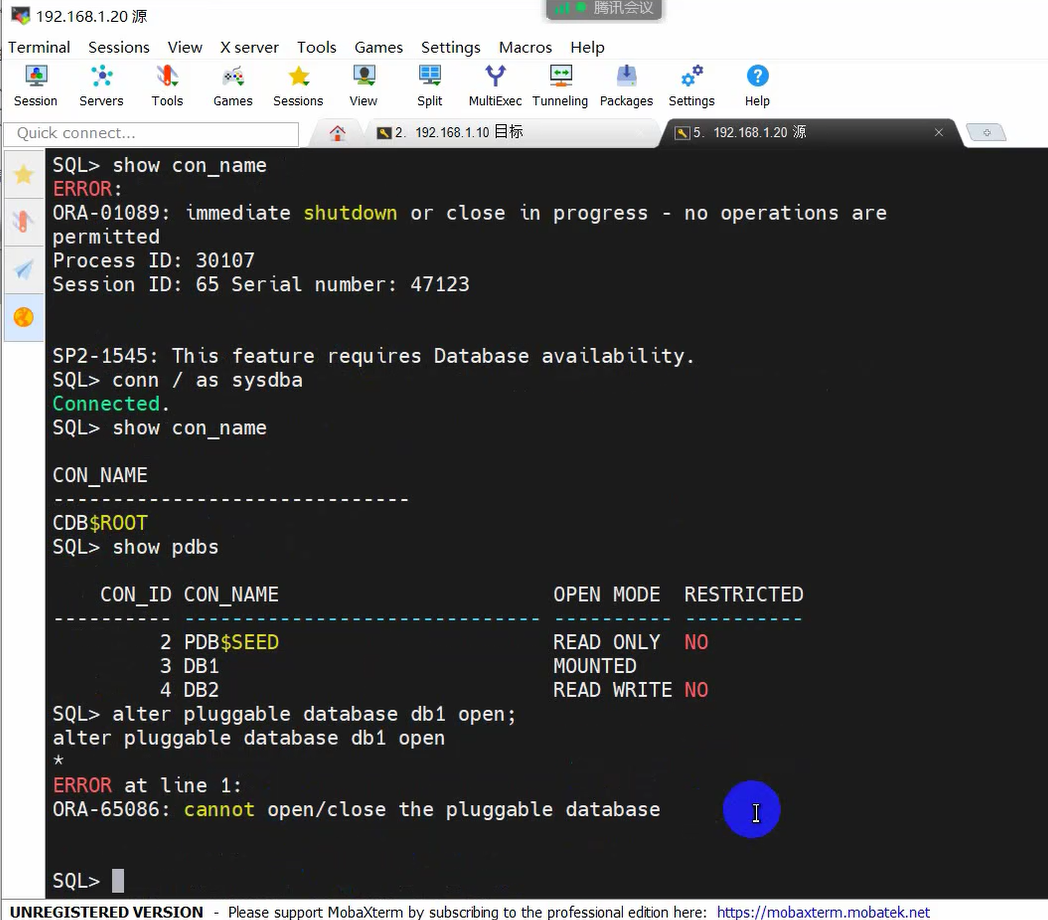 192.168.1.20 源
腾讯会议
Terminal Sessions View X server Tools Games Settings Macros Help
Session Servers Tools Games Sessions View Split MultiExec Tunneling Packages Settings Help
Quick connect...
2. 192.168.1.10 目标
5. 192.168.1.20 源
SQL> show con_name
ERROR:
ORA-01089: immediate shutdown or close in progress - no operations are
permitted
Process ID: 30107
Session ID: 65 Serial number: 47123
SP2-1545: This feature requires Database availability.
SQL> conn / as sysdba
Connected.
SQL> show con_name
CON_NAME
------------------------------
CDB$ROOT
SQL> show pdbs
CON_ID CON_NAME OPEN MODE RESTRICTED
---------- ------------------------------ ---------- ----------
2 PDB$SEED READ ONLY NO
3 DB1 MOUNTED
4 DB2 READ WRITE NO
SQL> alter pluggable database db1 open;
alter pluggable database db1 open
*
ERROR at line 1:
ORA-65086: cannot open/close the pluggable database
SQL>
UNREGISTERED VERSION - Please support MobaXterm by subscribing to the professional edition here: https://mobaxterm.mobatek.net